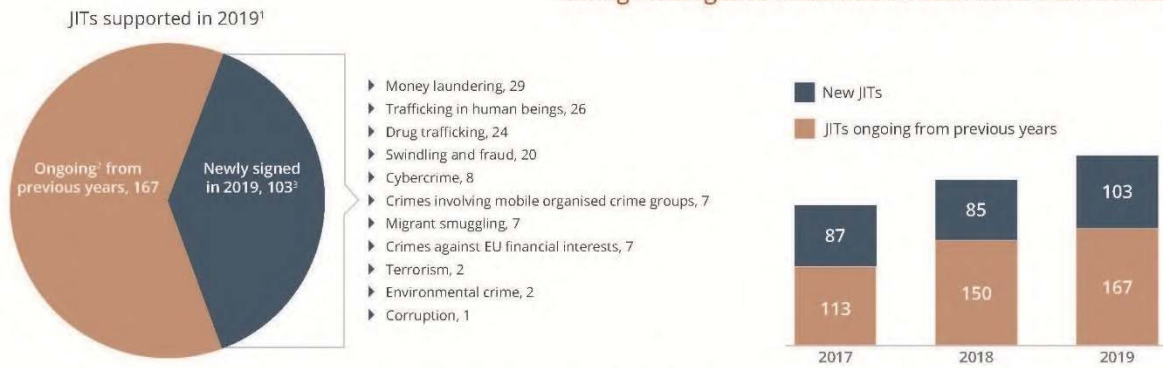 JITs supported in 2019¹
Ongoing² from
previous years, 167
Newly signed
in 2019, 103³
Money laundering, 29
Trafficking in human beings, 26
Drug trafficking, 24
Swindling and fraud, 20
Cybercrime, 8
Crimes involving mobile organised crime groups, 7
Migrant smuggling, 7
Crimes against EU financial interests, 7
Terrorism, 2
Environmental crime, 2
Corruption, 1
New JITs
JITs ongoing from previous years
87
85
103
113
150
167
2017
2018
2019